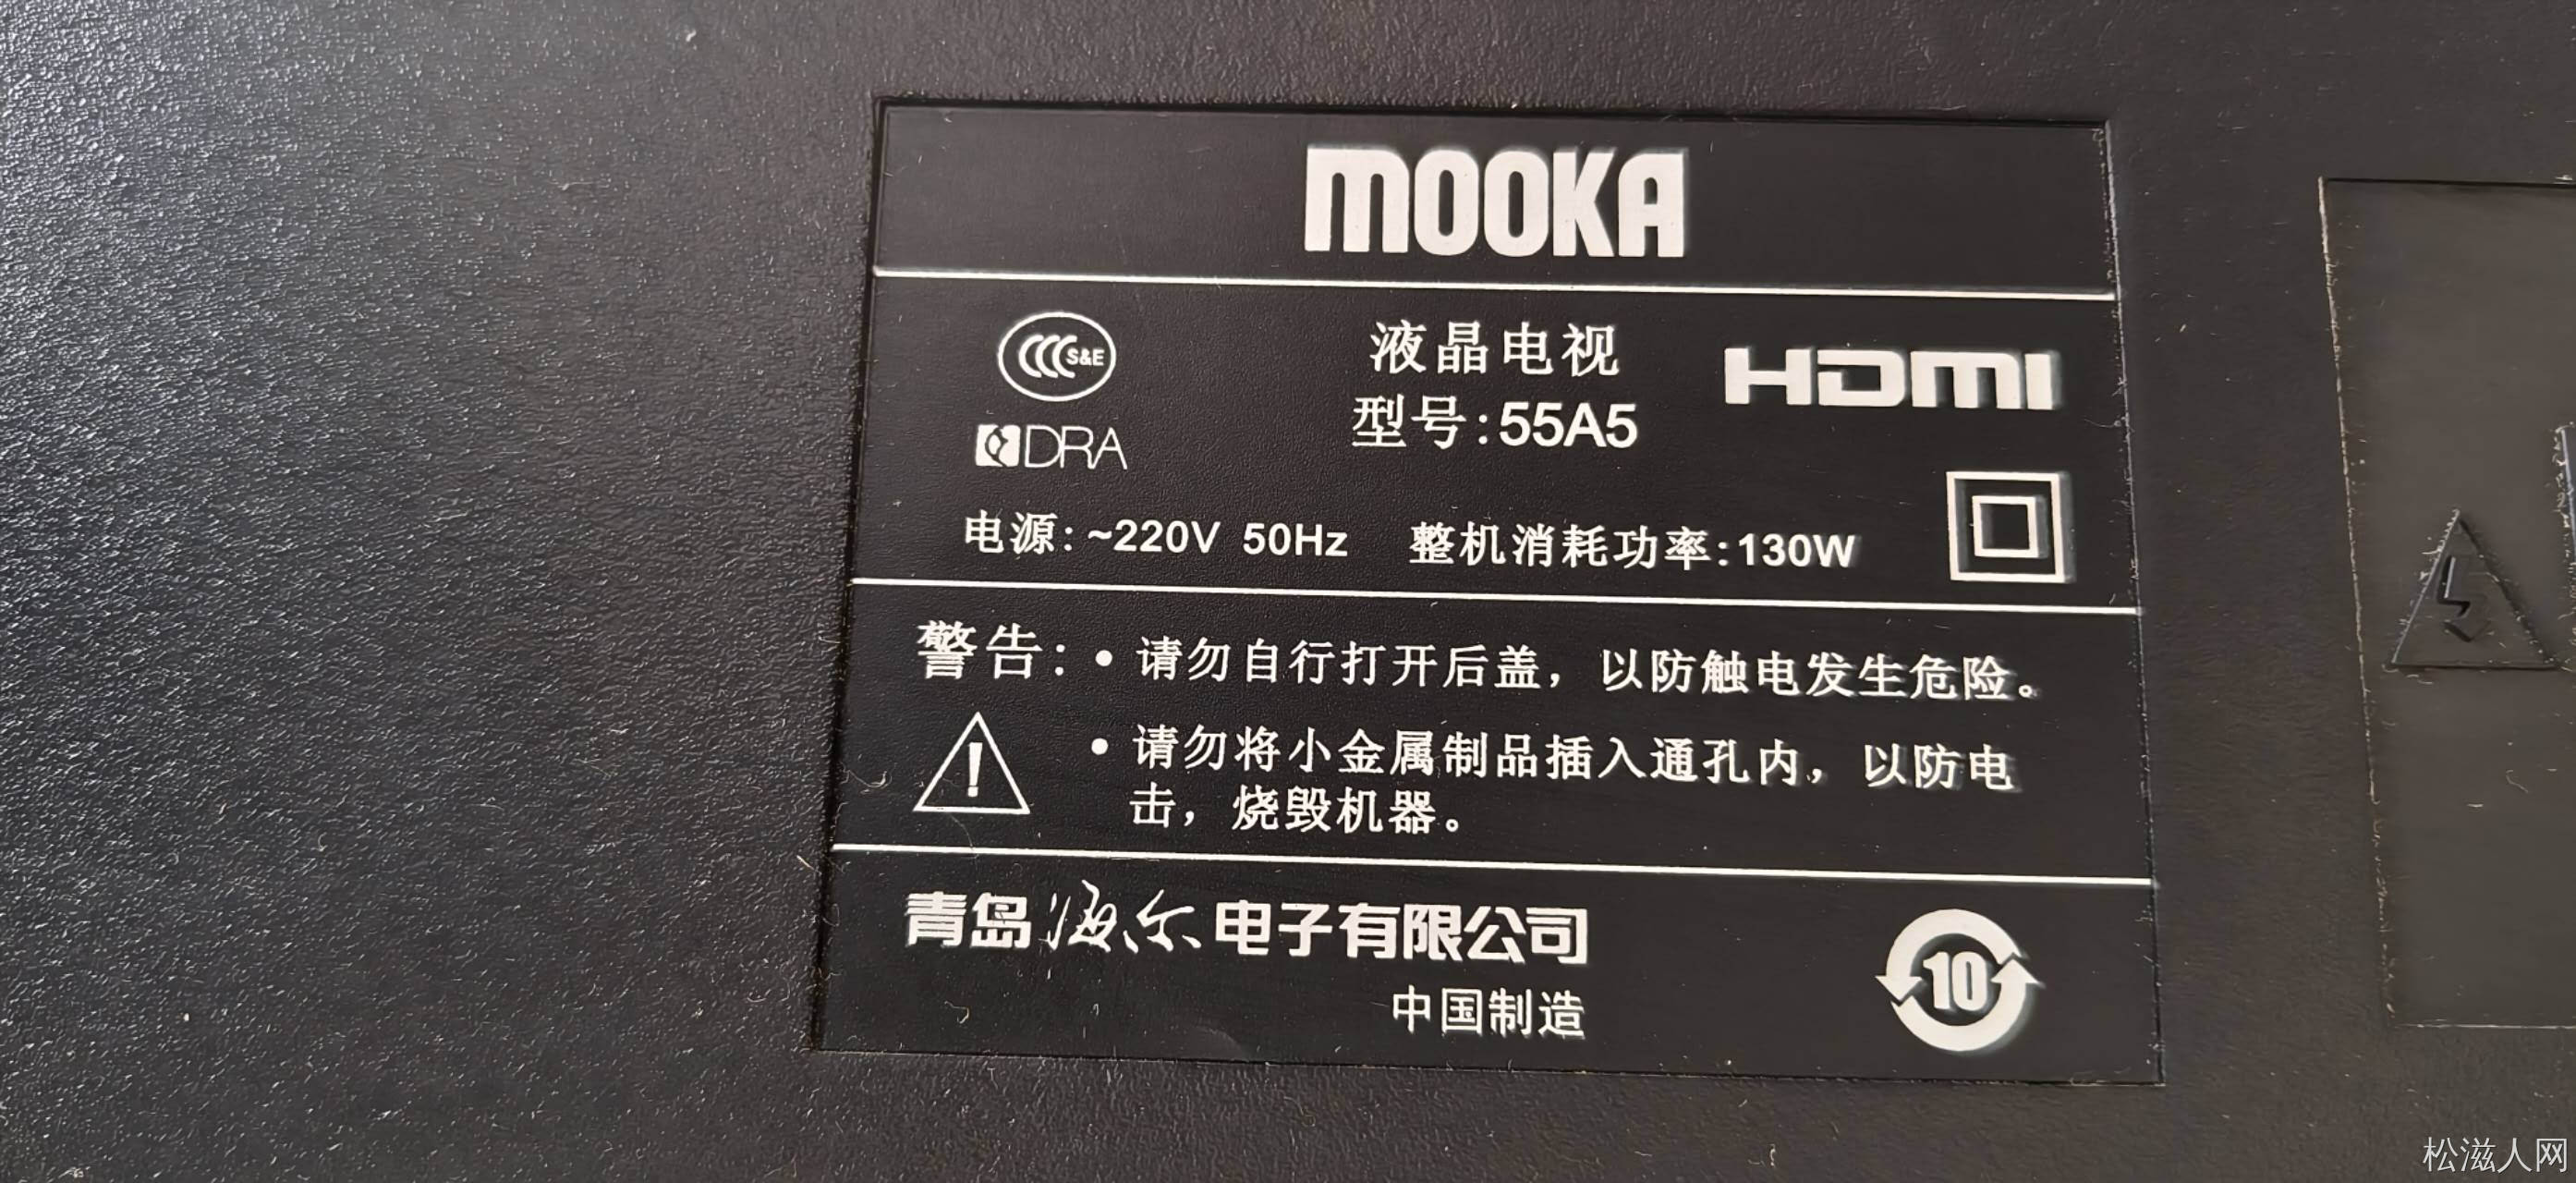 MOOKA
CCC S&E
液晶电视
HDMI
型号:55A5
DRA
电源:~220V 50Hz 整机消耗功率:130W
警告:•请勿自行打开后盖，以防触电发生危险。
•请勿将小金属制品插入通孔内，以防电
击，烧毁机器。
青岛海尔电子有限公司
中国制造
10
松滋人网